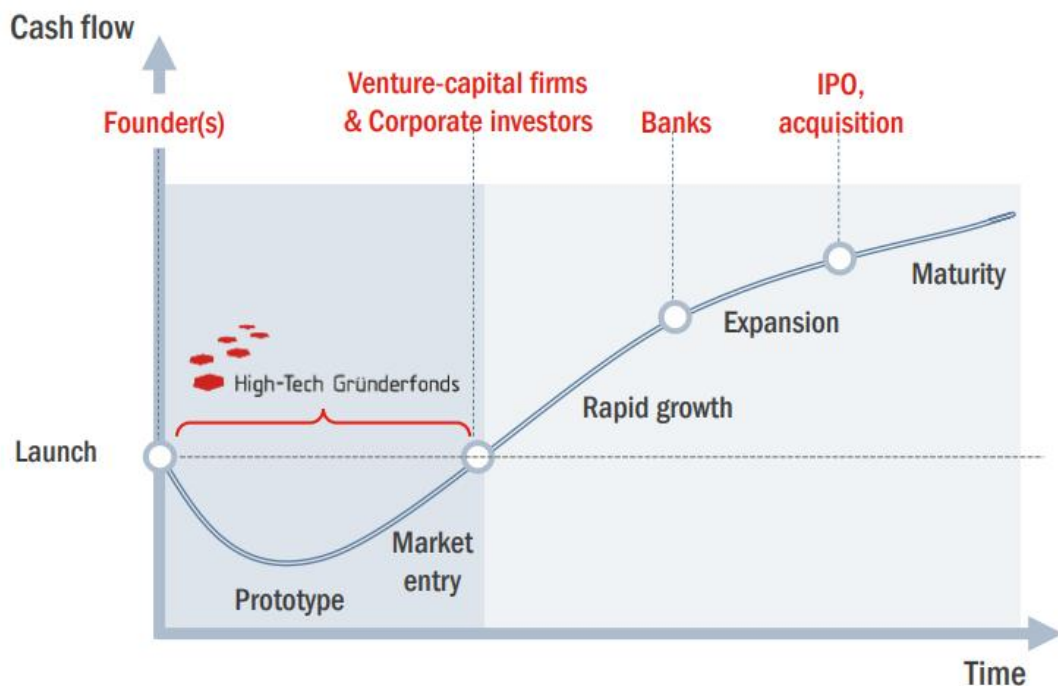 Cash flow
Founder(s)
Venture-capital firms
& Corporate investors
Banks
IPO,
acquisition
Maturity
Expansion
High-Tech Gründerfonds
Rapid growth
Launch
Market
entry
Prototype
Time